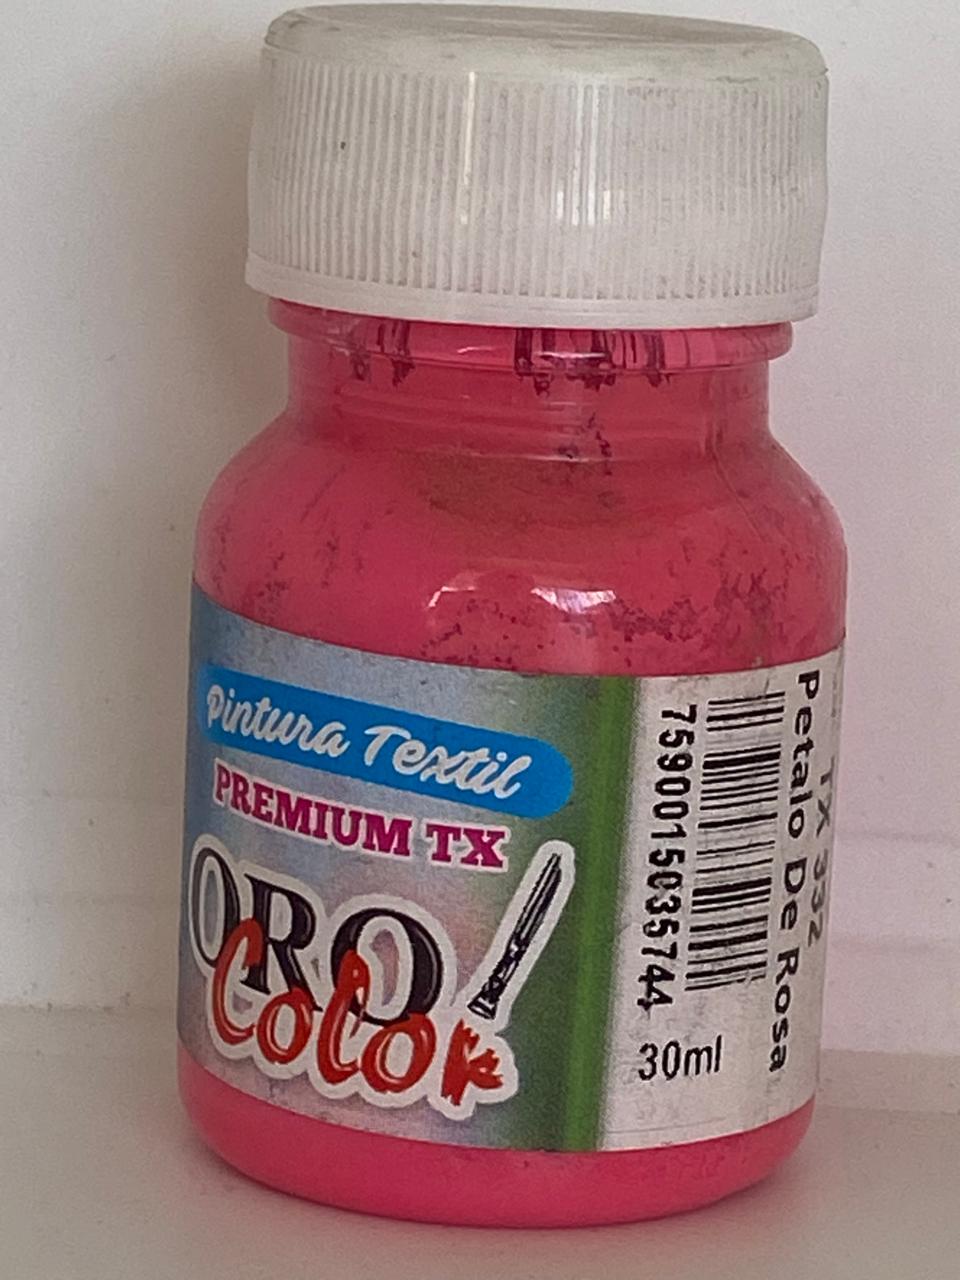 Pintura Textil
PREMIUM TX
ORO
Color
TX 332
Petalo De Rosa
7590015035744
30ml